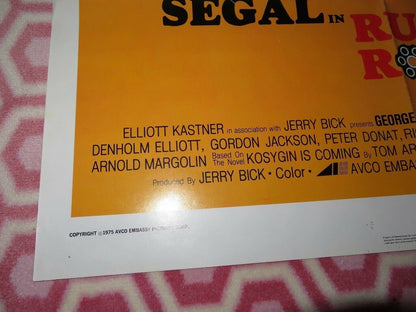 SEGAL IN RU
R
ELLIOTT KASTNER in association with JERRY BICK presents GEORGE
DENHOLM ELLIOTT, GORDON JACKSON, PETER DONAT, RI
ARNOLD MARGOLIN Based On The Novel KOSYGIN IS COMING By TOM AR
Produced By JERRY BICK • Color • AVCO EMBA
COPYRIGHT © 1975 AVCO EMBASSY PICTURES CORP.